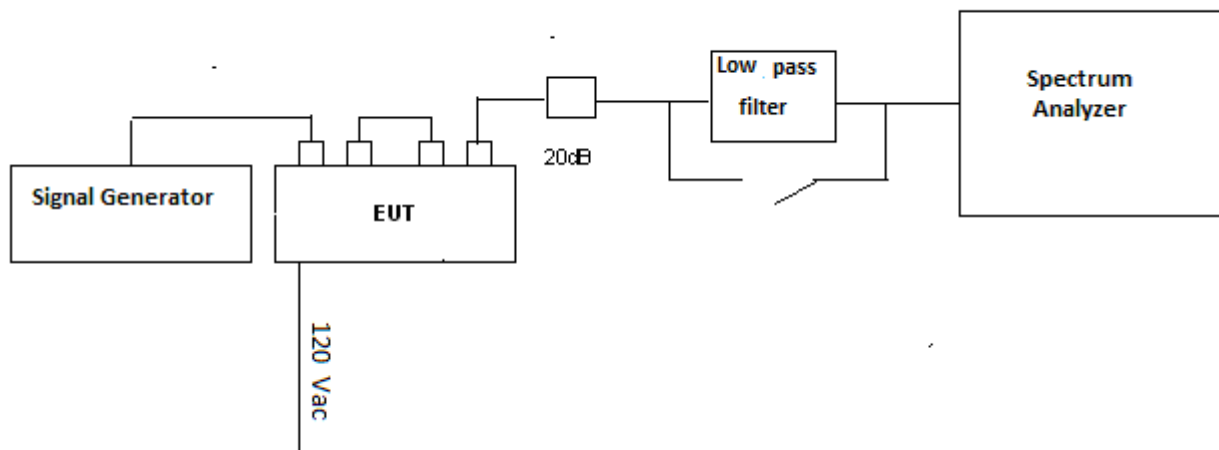 Low pass
filter
Spectrum
Analyzer
20dB
Signal Generator
EUT
120 Vac